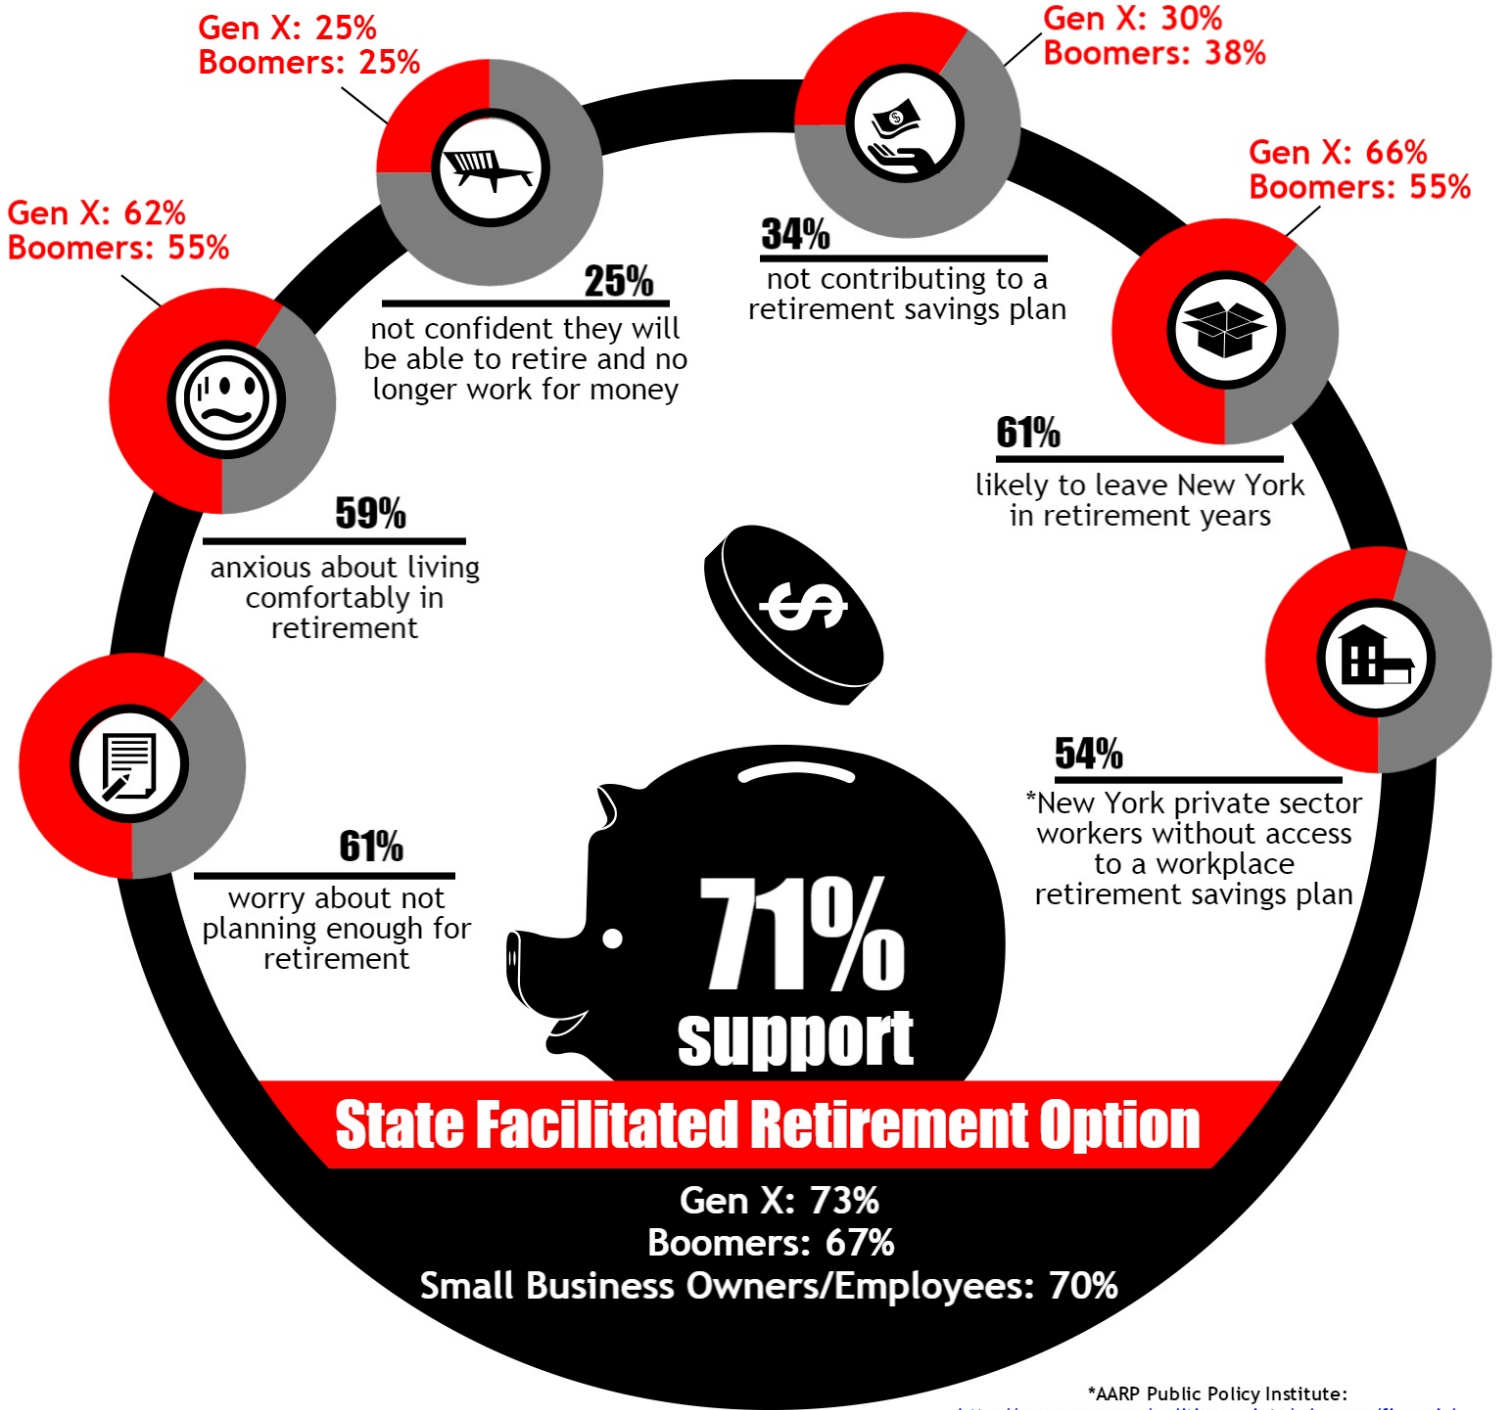 Gen X: 25%
Boomers: 25%
Gen X: 30%
Boomers: 38%
Gen X: 66%
Boomers: 55%
Gen X: 62%
Boomers: 55%
34%
not contributing to a
retirement savings plan
25%
not confident they will
be able to retire and no
longer work for money
61%
likely to leave New York
in retirement years
59%
anxious about living
comfortably in
retirement
$
54%
*New York private sector
workers without access
to a workplace
retirement savings plan
61%
worry about not
planning enough for
retirement
71%
support
State Facilitated Retirement Option
Gen X: 73%
Boomers: 67%
Small Business Owners/Employees: 70%
*AARP Public Policy Institute: